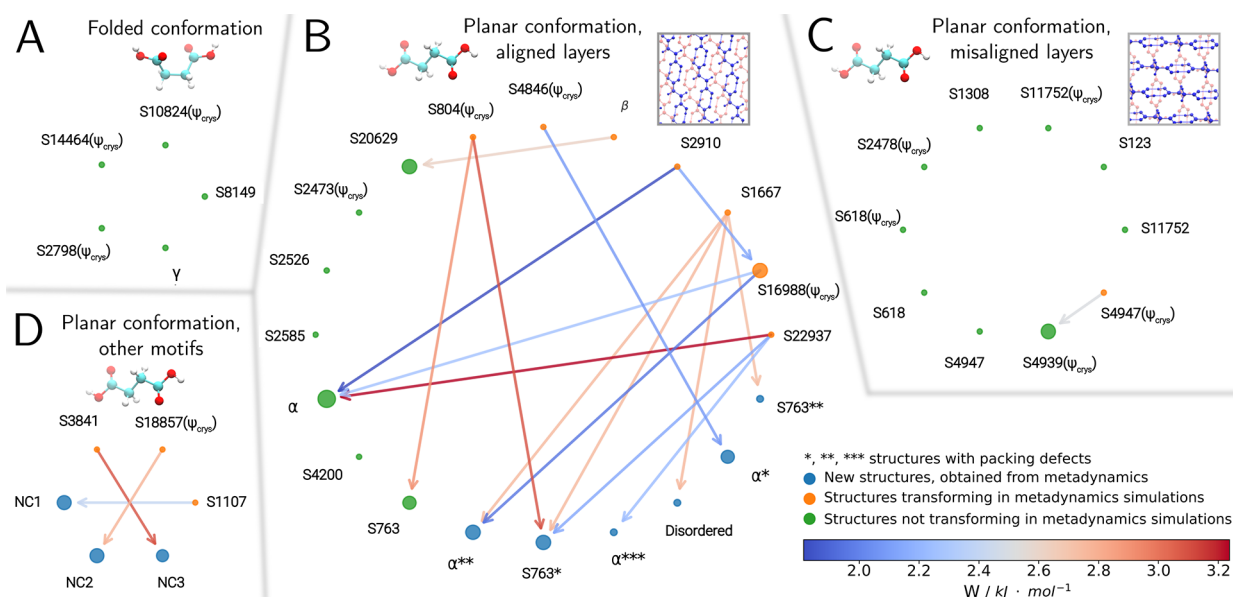 A
Folded conformation
S10824(ψcrys)
S14464(ψcrys)
S8149
S2798(ψcrys)
γ
B
Planar conformation,
aligned layers
S4846(ψcrys)
S804(ψcrys)
β
S20629
S2910
S2473(ψcrys)
S1667
S2526
S16988(ψcrys)
S2585
S22937
α
S763**
S4200
α*
S763
Disordered
α**
S763*
α***
C
Planar conformation,
misaligned layers
S1308
S11752(ψcrys)
S2478(ψcrys)
S123
S618(ψcrys)
S11752
S618
S4947(ψcrys)
S4947
S4939(ψcrys)
D
Planar conformation,
other motifs
S3841
S18857(ψcrys)
NC1
S1107
NC2
NC3
*, **, *** structures with packing defects
New structures, obtained from metadynamics
Structures transforming in metadynamics simulations
Structures not transforming in metadynamics simulations
2.0 2.2 2.4 2.6 2.8 3.0 3.2
W / kJ · mol⁻¹